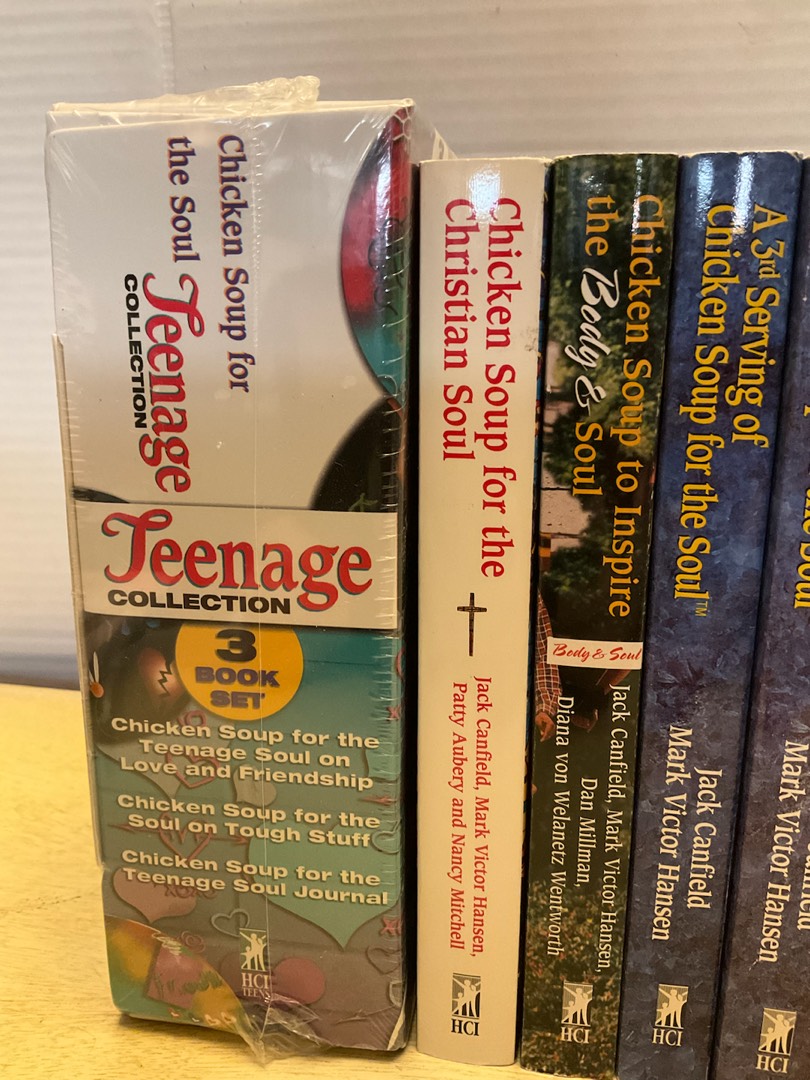 Chicken Soup for
the Soul
Teenage
COLLECTION
Teenage
COLLECTION
3
BOOK
SET
Chicken Soup for the
Teenage Soul on
Love and Friendship
Chicken Soup for the
Soul on Tough Stuff
Chicken Soup for the
Teenage Soul Journal
HCI
TEENS
Chicken Soup for the
Christian Soul
Jack Canfield, Mark Victor Hansen,
Patty Aubery and Nancy Mitchell
HCI
Chicken Soup to Inspire
the Body & Soul
Body & Soul
Jack Canfield, Mark Victor Hansen,
Dan Millman,
Diana von Welanetz Wentworth
HCI
A 3rd Serving of
Chicken Soup for the Soul™
Jack Canfield
Mark Victor Hansen
HCI
Soul
Mark Victor Hansen
HCI